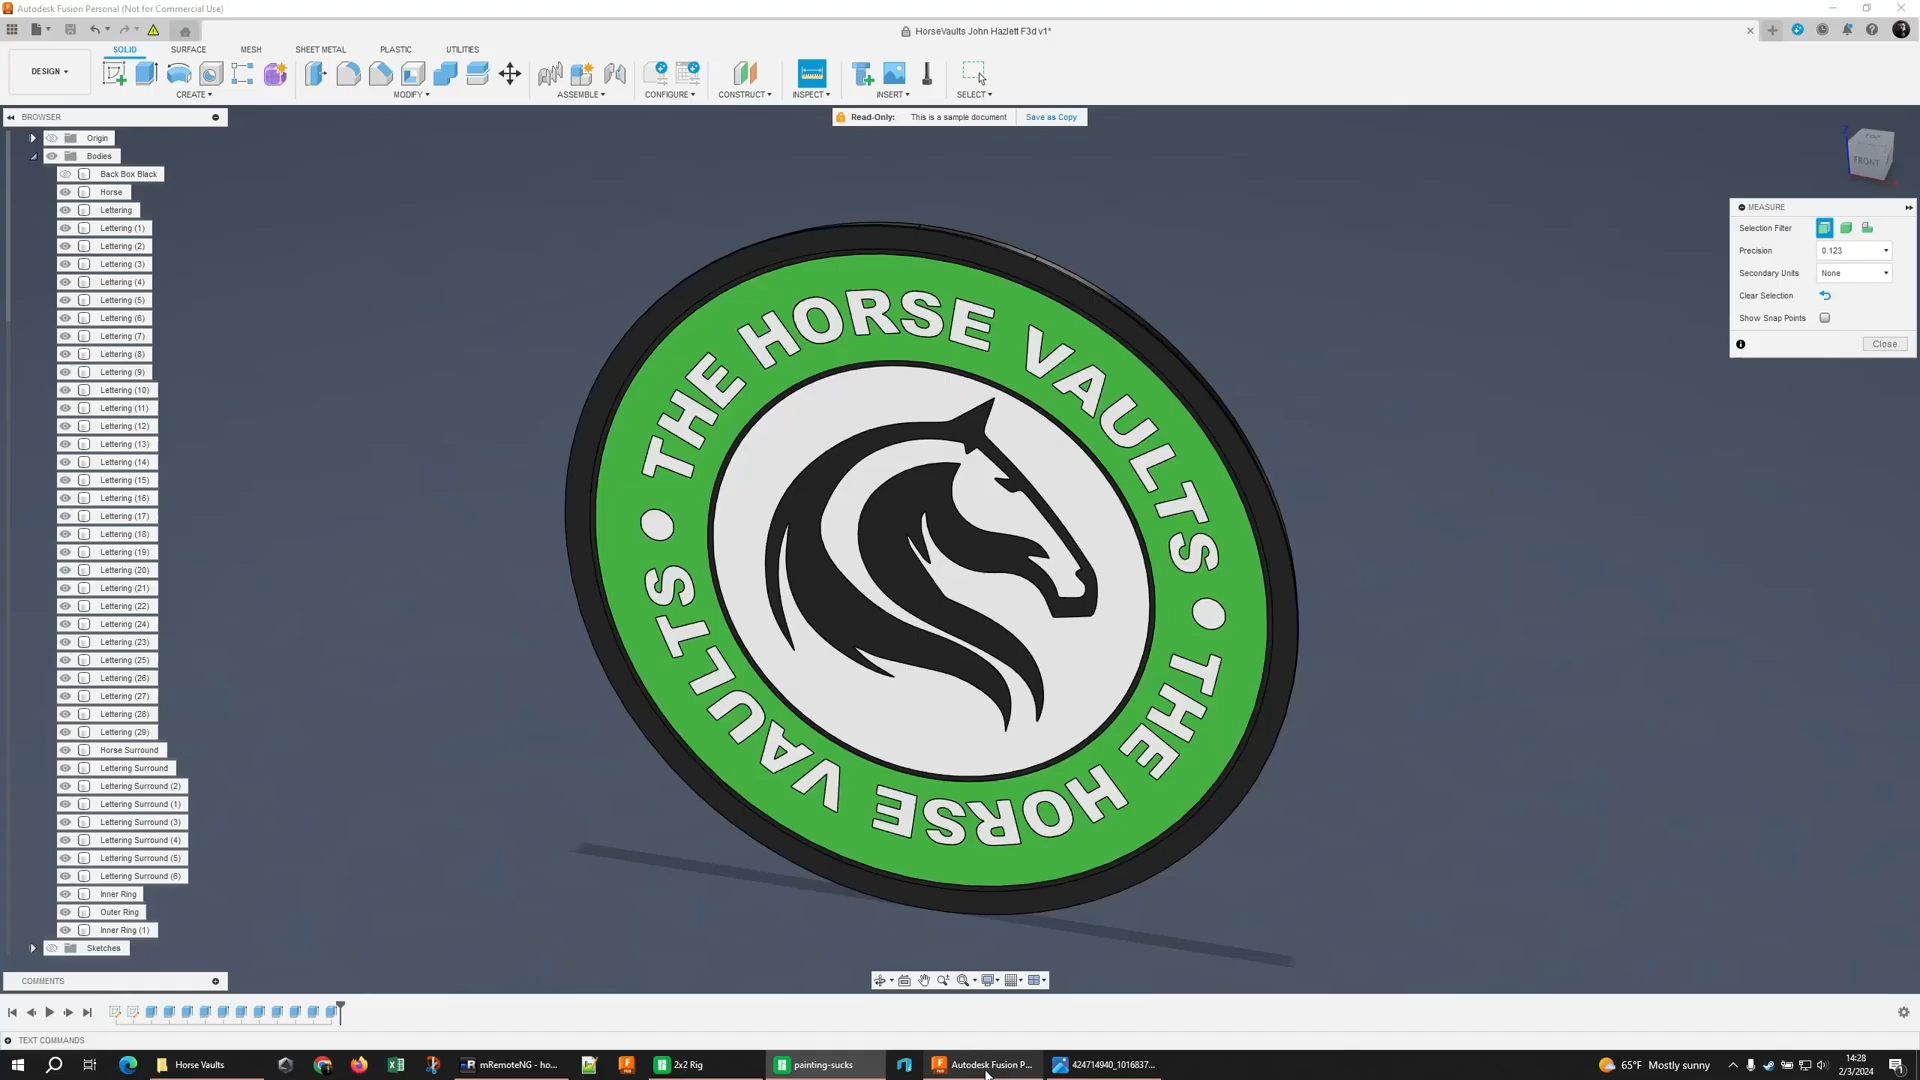 Autodesk Fusion Personal (Not for Commercial Use)
HorseVaults John Hazlett F3d v1*
SOLID SURFACE MESH SHEET METAL PLASTIC UTILITIES
DESIGN
CREATE MODIFY ASSEMBLE CONFIGURE CONSTRUCT INSPECT INSERT SELECT
BROWSER
Read-Only: This is a sample document Save as Copy
Origin
Bodies
Back Box Black
Horse
Lettering
Lettering (1)
Lettering (2)
Lettering (3)
Lettering (4)
Lettering (5)
Lettering (6)
Lettering (7)
Lettering (8)
Lettering (9)
Lettering (10)
Lettering (11)
Lettering (12)
Lettering (13)
Lettering (14)
Lettering (15)
Lettering (16)
Lettering (17)
Lettering (18)
Lettering (19)
Lettering (20)
Lettering (21)
Lettering (22)
Lettering (24)
Lettering (23)
Lettering (25)
Lettering (26)
Lettering (27)
Lettering (28)
Lettering (29)
Horse Surround
Lettering Surround
Lettering Surround (2)
Lettering Surround (1)
Lettering Surround (3)
Lettering Surround (4)
Lettering Surround (5)
Lettering Surround (6)
Inner Ring
Outer Ring
Inner Ring (1)
Sketches
THE HORSE VAULTS
THE HORSE VAULTS
TOP
FRONT
Z
X
MEASURE
Selection Filter
Precision 0.123
Secondary Units None
Clear Selection
Show Snap Points
Close
COMMENTS
TEXT COMMANDS
Horse Vaults
mRemoteNG - ho...
2x2 Rig
painting-sucks
Autodesk Fusion P...
424714940_1016837...
65°F Mostly sunny
14:28
2/3/2024